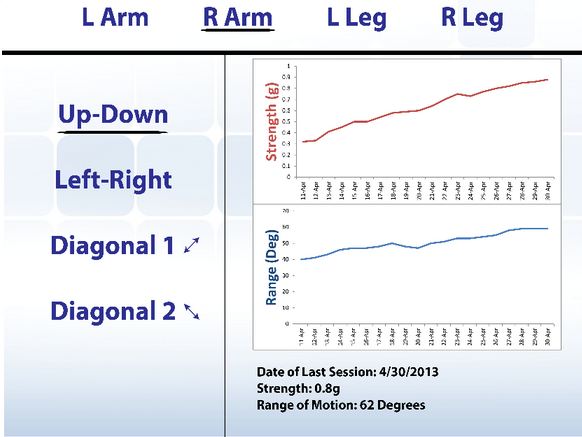 L Arm R Arm L Leg R Leg
Up-Down
Left-Right
Diagonal 1
Diagonal 2
Strength (g)
1
0.9
0.8
0.7
0.6
0.5
0.4
0.3
0.2
0.1
0
11-Apr 12-Apr 13-Apr 14-Apr 15-Apr 16-Apr 17-Apr 18-Apr 19-Apr 20-Apr 21-Apr 22-Apr 23-Apr 24-Apr 25-Apr 26-Apr 27-Apr 28-Apr 29-Apr 30-Apr
Range (Deg)
70
60
50
40
30
20
10
0
11-Apr 12-Apr 13-Apr 14-Apr 15-Apr 16-Apr 17-Apr 18-Apr 19-Apr 20-Apr 21-Apr 22-Apr 23-Apr 24-Apr 25-Apr 26-Apr 27-Apr 28-Apr 29-Apr 30-Apr
Date of Last Session: 4/30/2013
Strength: 0.8g
Range of Motion: 62 Degrees